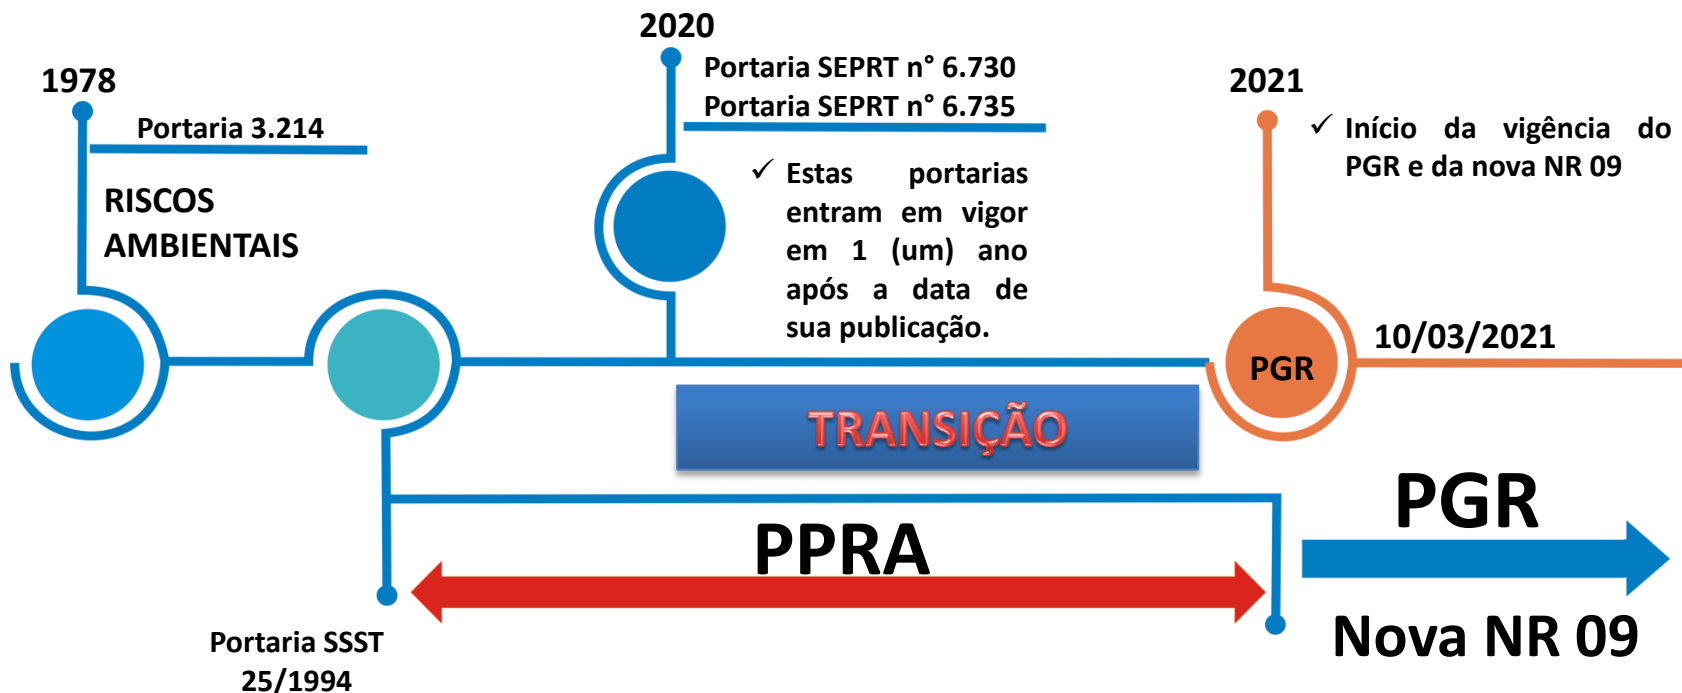 1978
Portaria 3.214
RISCOS
AMBIENTAIS
2020
Portaria SEPRT n° 6.730
Portaria SEPRT n° 6.735
✓ Estas portarias
entram em vigor
em 1 (um) ano
após a data de
sua publicação.
2021
✓ Início da vigência do
PGR e da nova NR 09
PGR
10/03/2021
TRANSIÇÃO
PPRA
PGR
Nova NR 09
Portaria SSST
25/1994